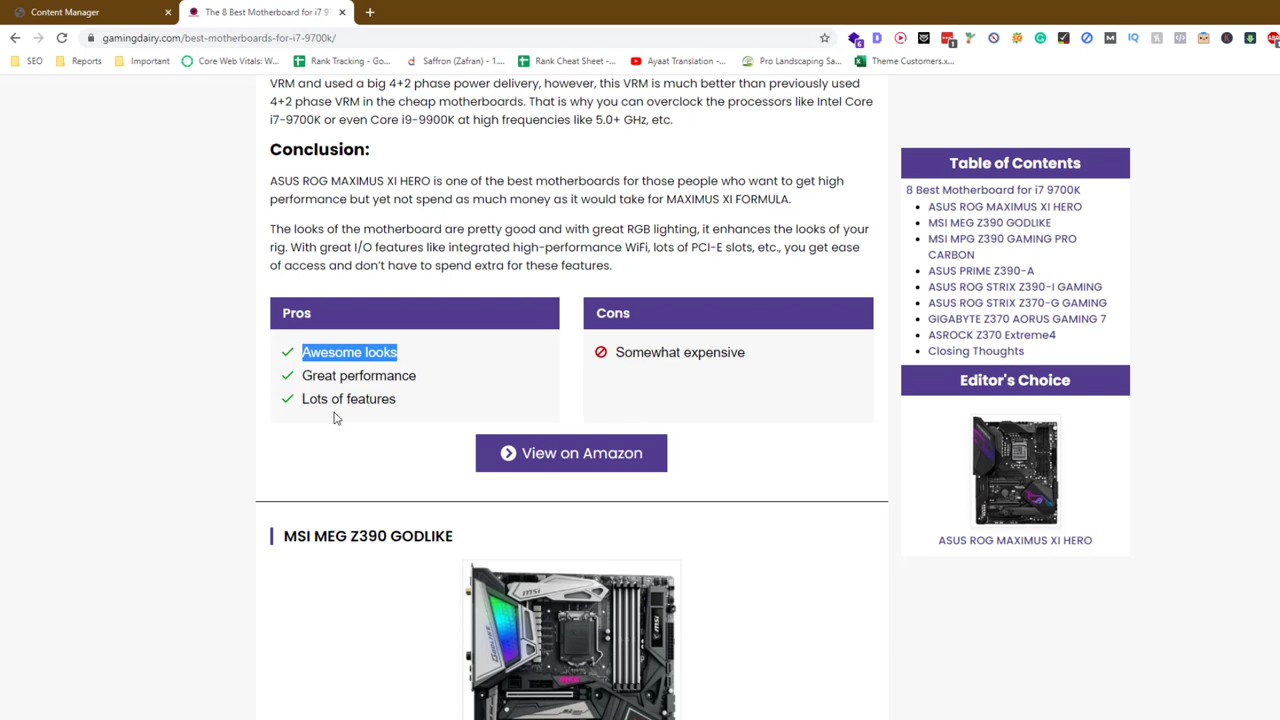 Content Manager
The 8 Best Motherboard for i7 97
gamingdairy.com/best-motherboards-for-i7-9700k/
SEO
Reports
Important
Core Web Vitals: W...
Rank Tracking - Go...
Saffron (Zafran) - 1....
Rank Cheat Sheet -...
Ayaat Translation -...
Pro Landscaping Sa...
Theme Customers.x...
VRM and used a big 4+2 phase power delivery, however, this VRM is much better than previously used
4+2 phase VRM in the cheap motherboards. That is why you can overclock the processors like Intel Core
i7-9700K or even Core i9-9900K at high frequencies like 5.0+ GHz, etc.
Conclusion:
ASUS ROG MAXIMUS XI HERO is one of the best motherboards for those people who want to get high
performance but yet not spend as much money as it would take for MAXIMUS XI FORMULA.
The looks of the motherboard are pretty good and with great RGB lighting, it enhances the looks of your
rig. With great I/O features like integrated high-performance WiFi, lots of PCI-E slots, etc., you get ease
of access and don't have to spend extra for these features.
Pros
Awesome looks
Great performance
Lots of features
Cons
Somewhat expensive
View on Amazon
MSI MEG Z390 GODLIKE
msi
Table of Contents
8 Best Motherboard for i7 9700K
ASUS ROG MAXIMUS XI HERO
MSI MEG Z390 GODLIKE
MSI MPG Z390 GAMING PRO
CARBON
ASUS PRIME Z390-A
ASUS ROG STRIX Z390-I GAMING
ASUS ROG STRIX Z370-G GAMING
GIGABYTE Z370 AORUS GAMING 7
ASROCK Z370 Extreme4
Closing Thoughts
Editor's Choice
ASUS ROG MAXIMUS XI HERO